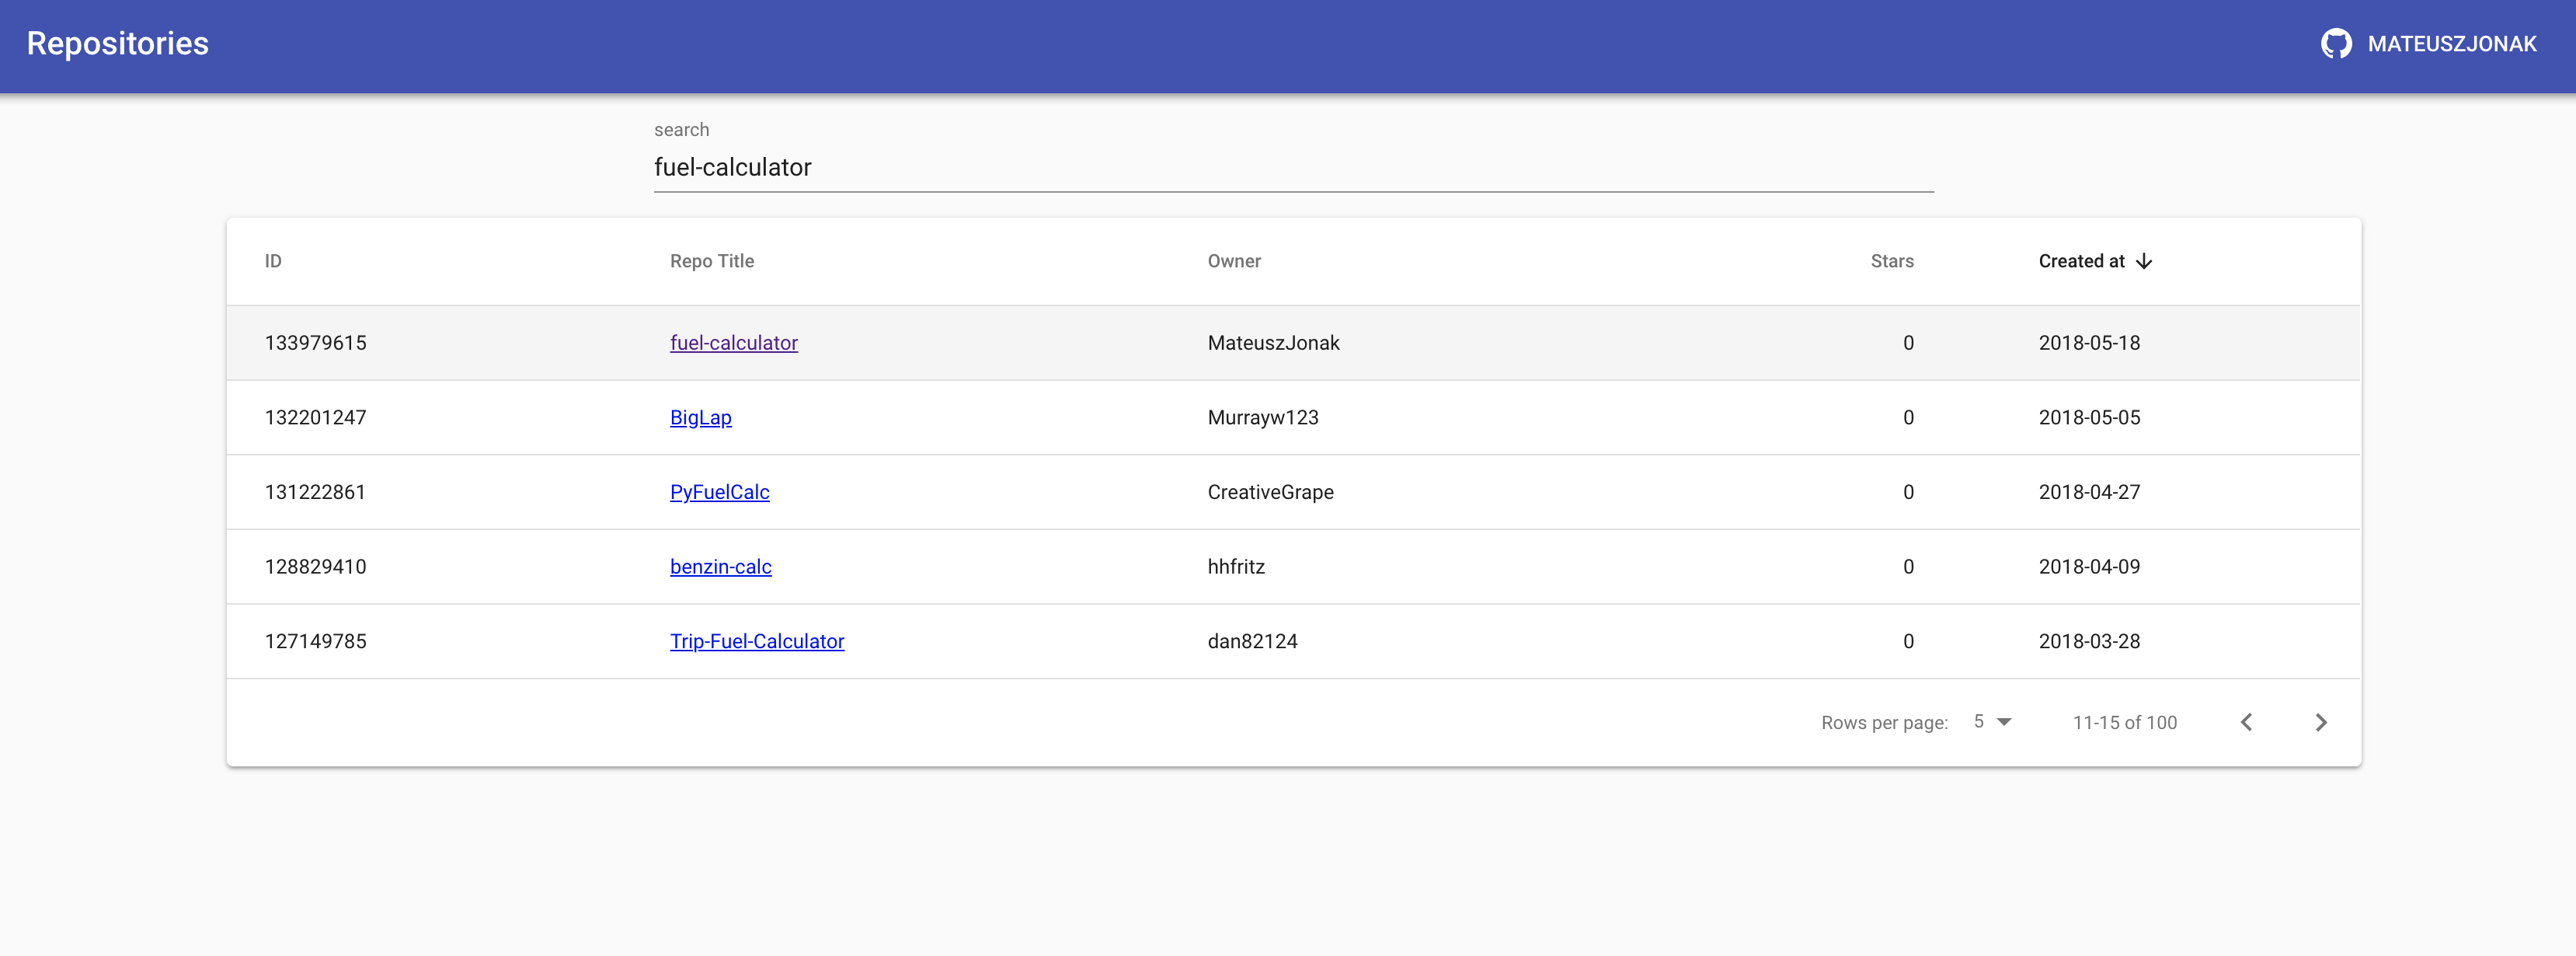 Repositories
MATEUSZJONAK
search
fuel-calculator
ID Repo Title Owner Stars Created at
133979615 fuel-calculator MateuszJonak 0 2018-05-18
132201247 BigLap Murrayw123 0 2018-05-05
131222861 PyFuelCalc CreativeGrape 0 2018-04-27
128829410 benzin-calc hhfritz 0 2018-04-09
127149785 Trip-Fuel-Calculator dan82124 0 2018-03-28
Rows per page: 5 11-15 of 100